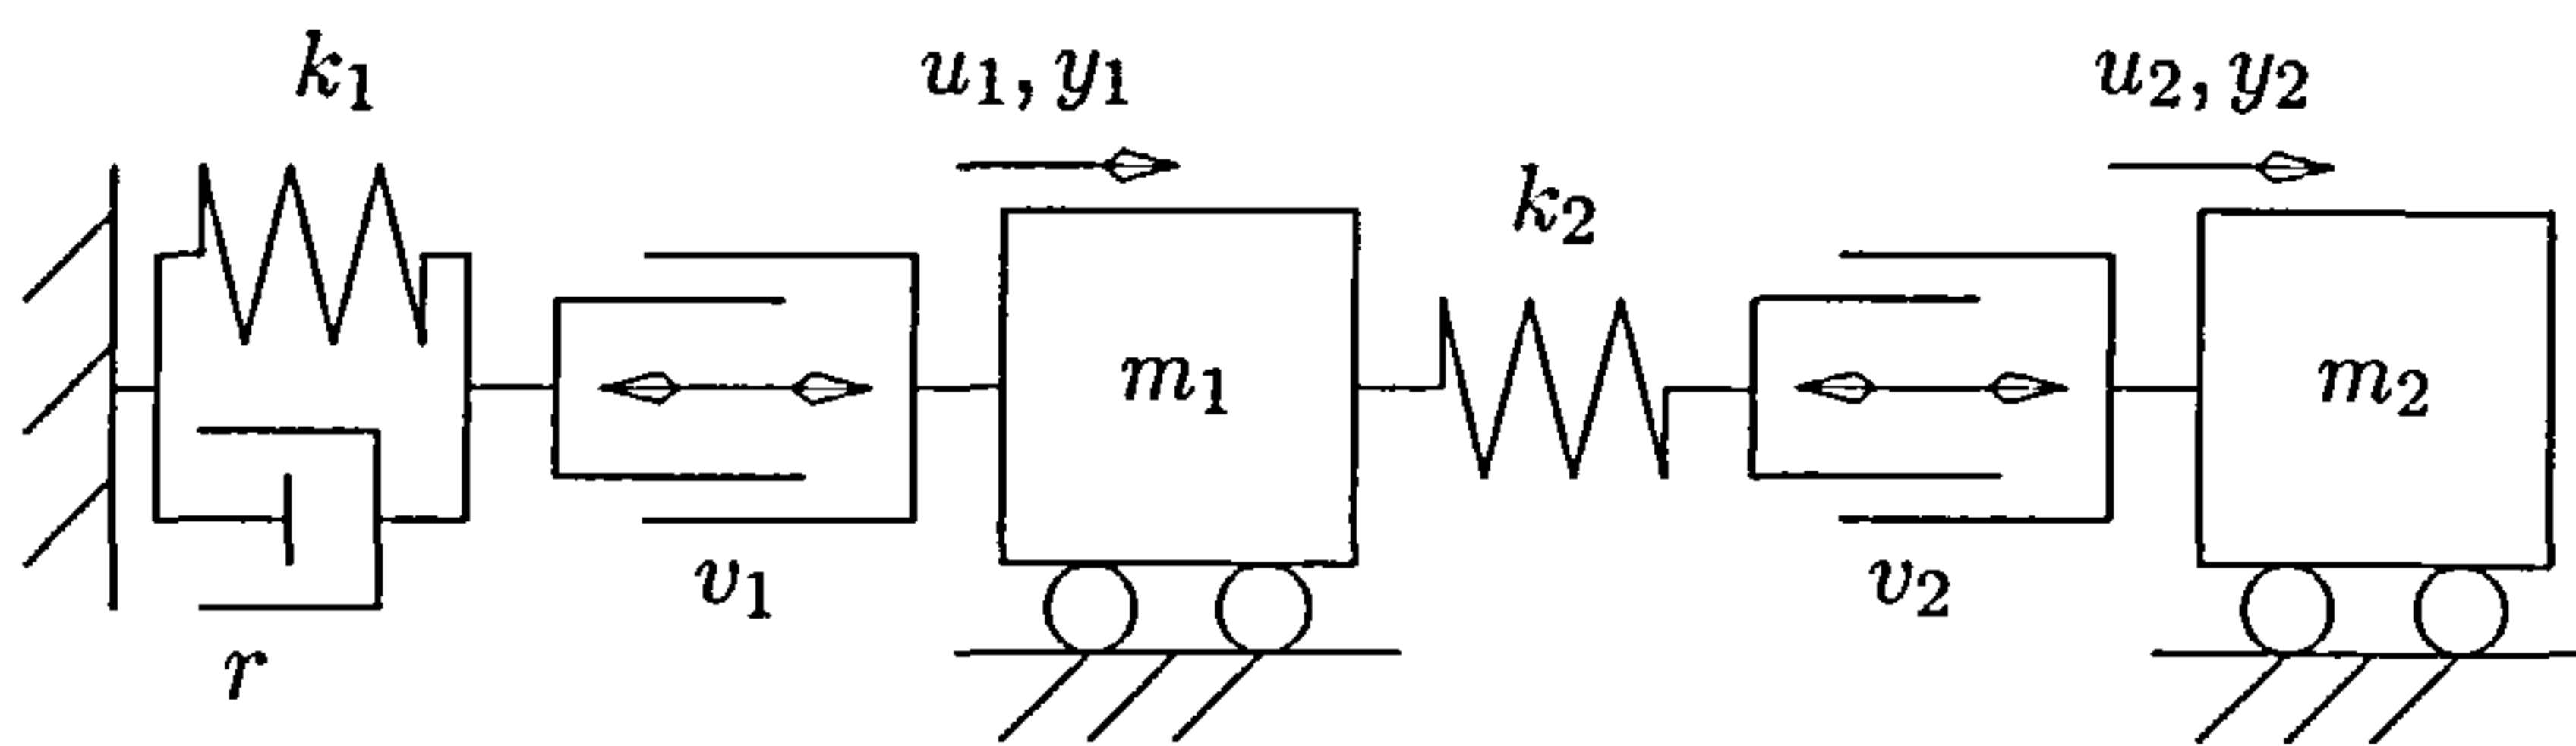 k₁
u₁, y₁
u₂, y₂
k₂
m₁
m₂
v₁
v₂
r